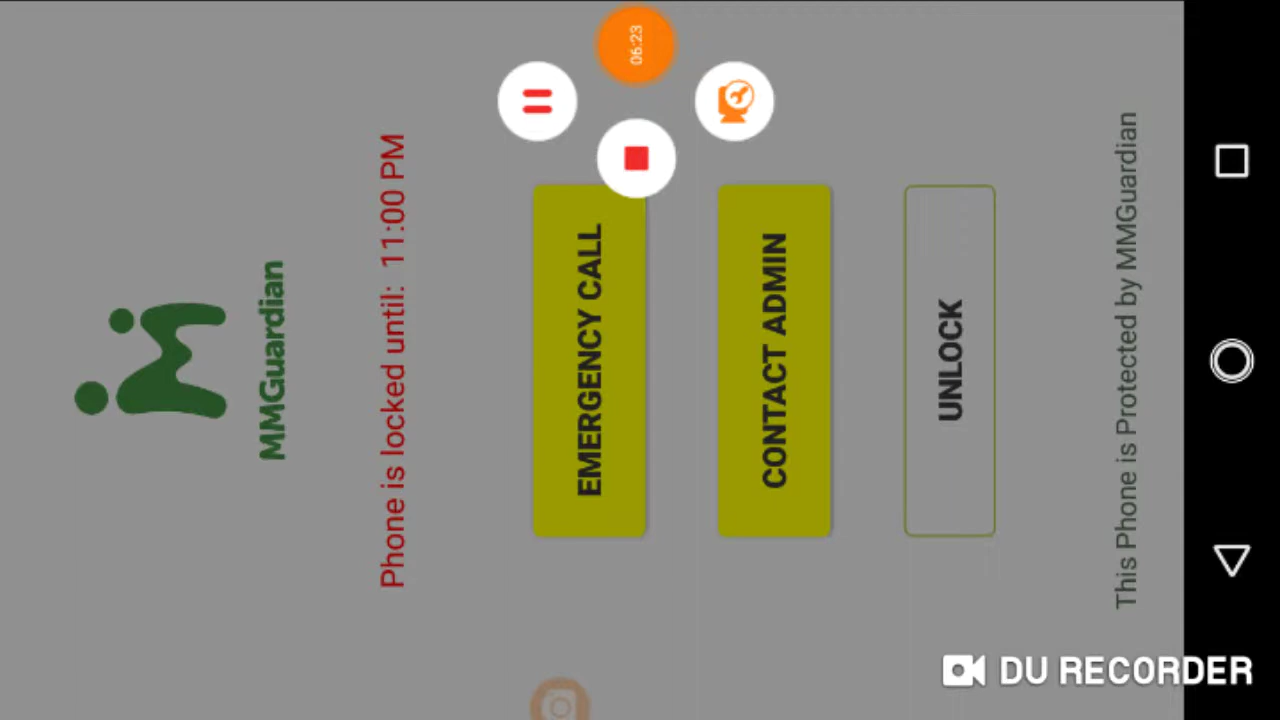 06:23
MMGuardian
Phone is locked until: 11:00 PM
EMERGENCY CALL
CONTACT ADMIN
UNLOCK
This Phone is Protected by MMGuardian
DU RECORDER